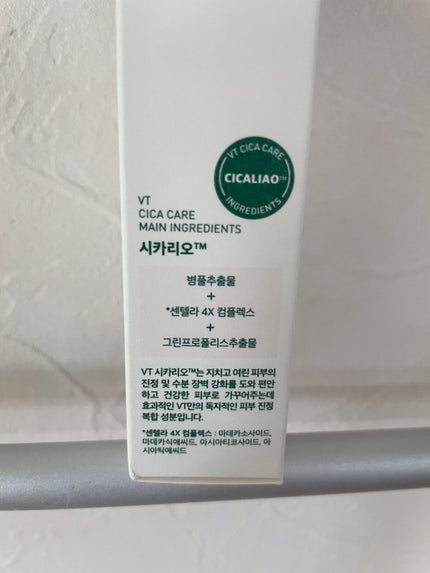 VT CICA CARE
CICALIAO™
INGREDIENTS
VT
CICA CARE
MAIN INGREDIENTS
시카리오™
병풀추출물
+
*센텔라 4X 컴플렉스
+
그린프로폴리스추출물
VT 시카리오™는 지치고 여린 피부의
진정 및 수분 장벽 강화를 도와 편안
하고 건강한 피부로 가꾸어주는데
효과적인 VT만의 독자적인 피부 진정
복합 성분입니다.
*센텔라 4X 컴플렉스 : 마데카소사이드,
마데카식애씨드, 아시아티코사이드, 아
시아틱애씨드